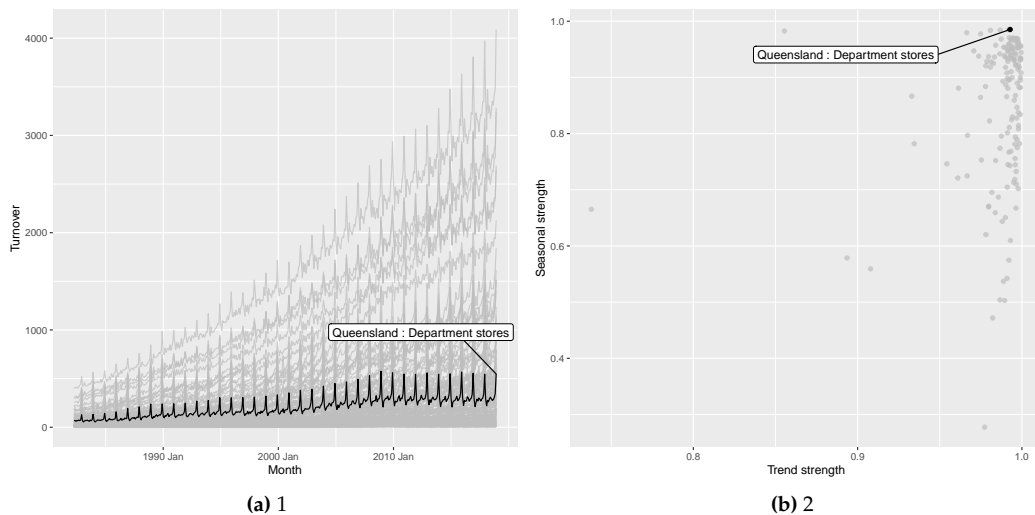 4000
3000
2000
1000
0
Turnover
Queensland : Department stores
1990 Jan
2000 Jan
2010 Jan
Month
(a) 1
1.0
0.8
0.6
0.4
Seasonal strength
Queensland : Department stores
0.8
0.9
1.0
Trend strength
(b) 2